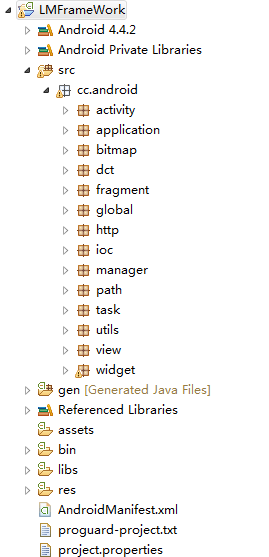 LMFrameWork
Android 4.4.2
Android Private Libraries
src
cc.android
activity
application
bitmap
dct
fragment
global
http
ioc
manager
path
task
utils
view
widget
gen [Generated Java Files]
Referenced Libraries
assets
bin
libs
res
AndroidManifest.xml
proguard-project.txt
project.properties